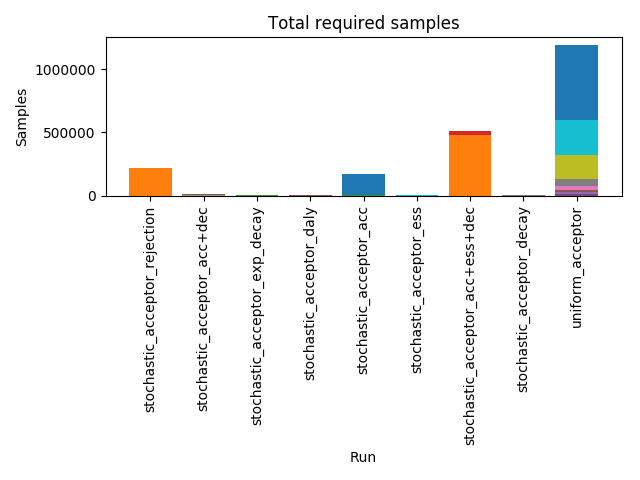 Total required samples
Samples
1000000
500000
0
stochastic_acceptor_rejection
stochastic_acceptor_acc+dec
stochastic_acceptor_exp_decay
stochastic_acceptor_daly
stochastic_acceptor_acc
stochastic_acceptor_ess
stochastic_acceptor_acc+ess+dec
stochastic_acceptor_decay
uniform_acceptor
Run